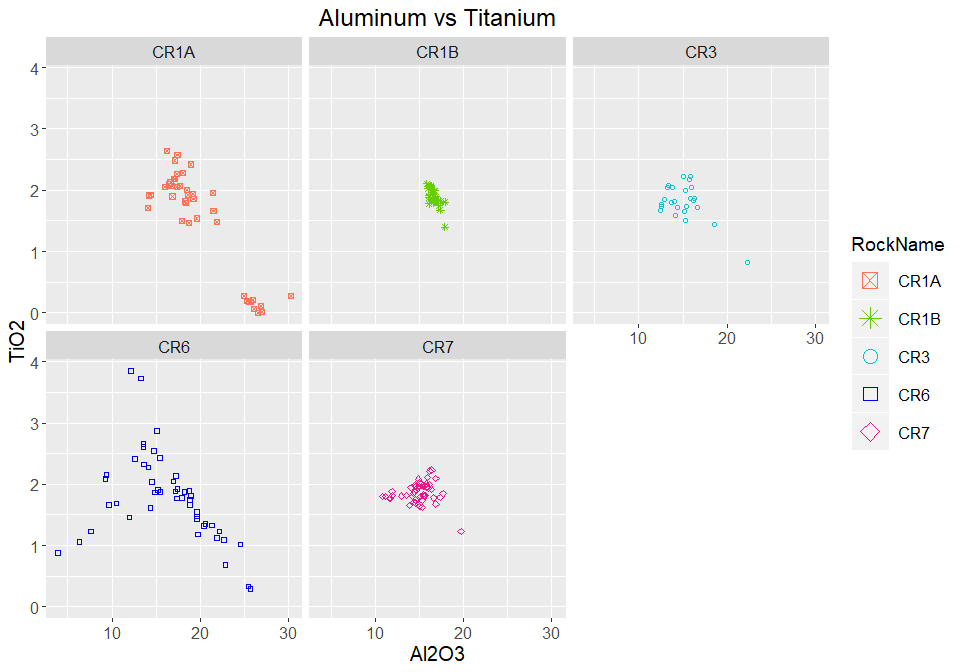 Aluminum vs Titanium
CR1A CR1B CR3
4
3
2
1
0
10 20 30
CR6 CR7
4
3
2
1
0
10 20 30 10 20 30
TiO2
Al2O3
RockName
CR1A
CR1B
CR3
CR6
CR7